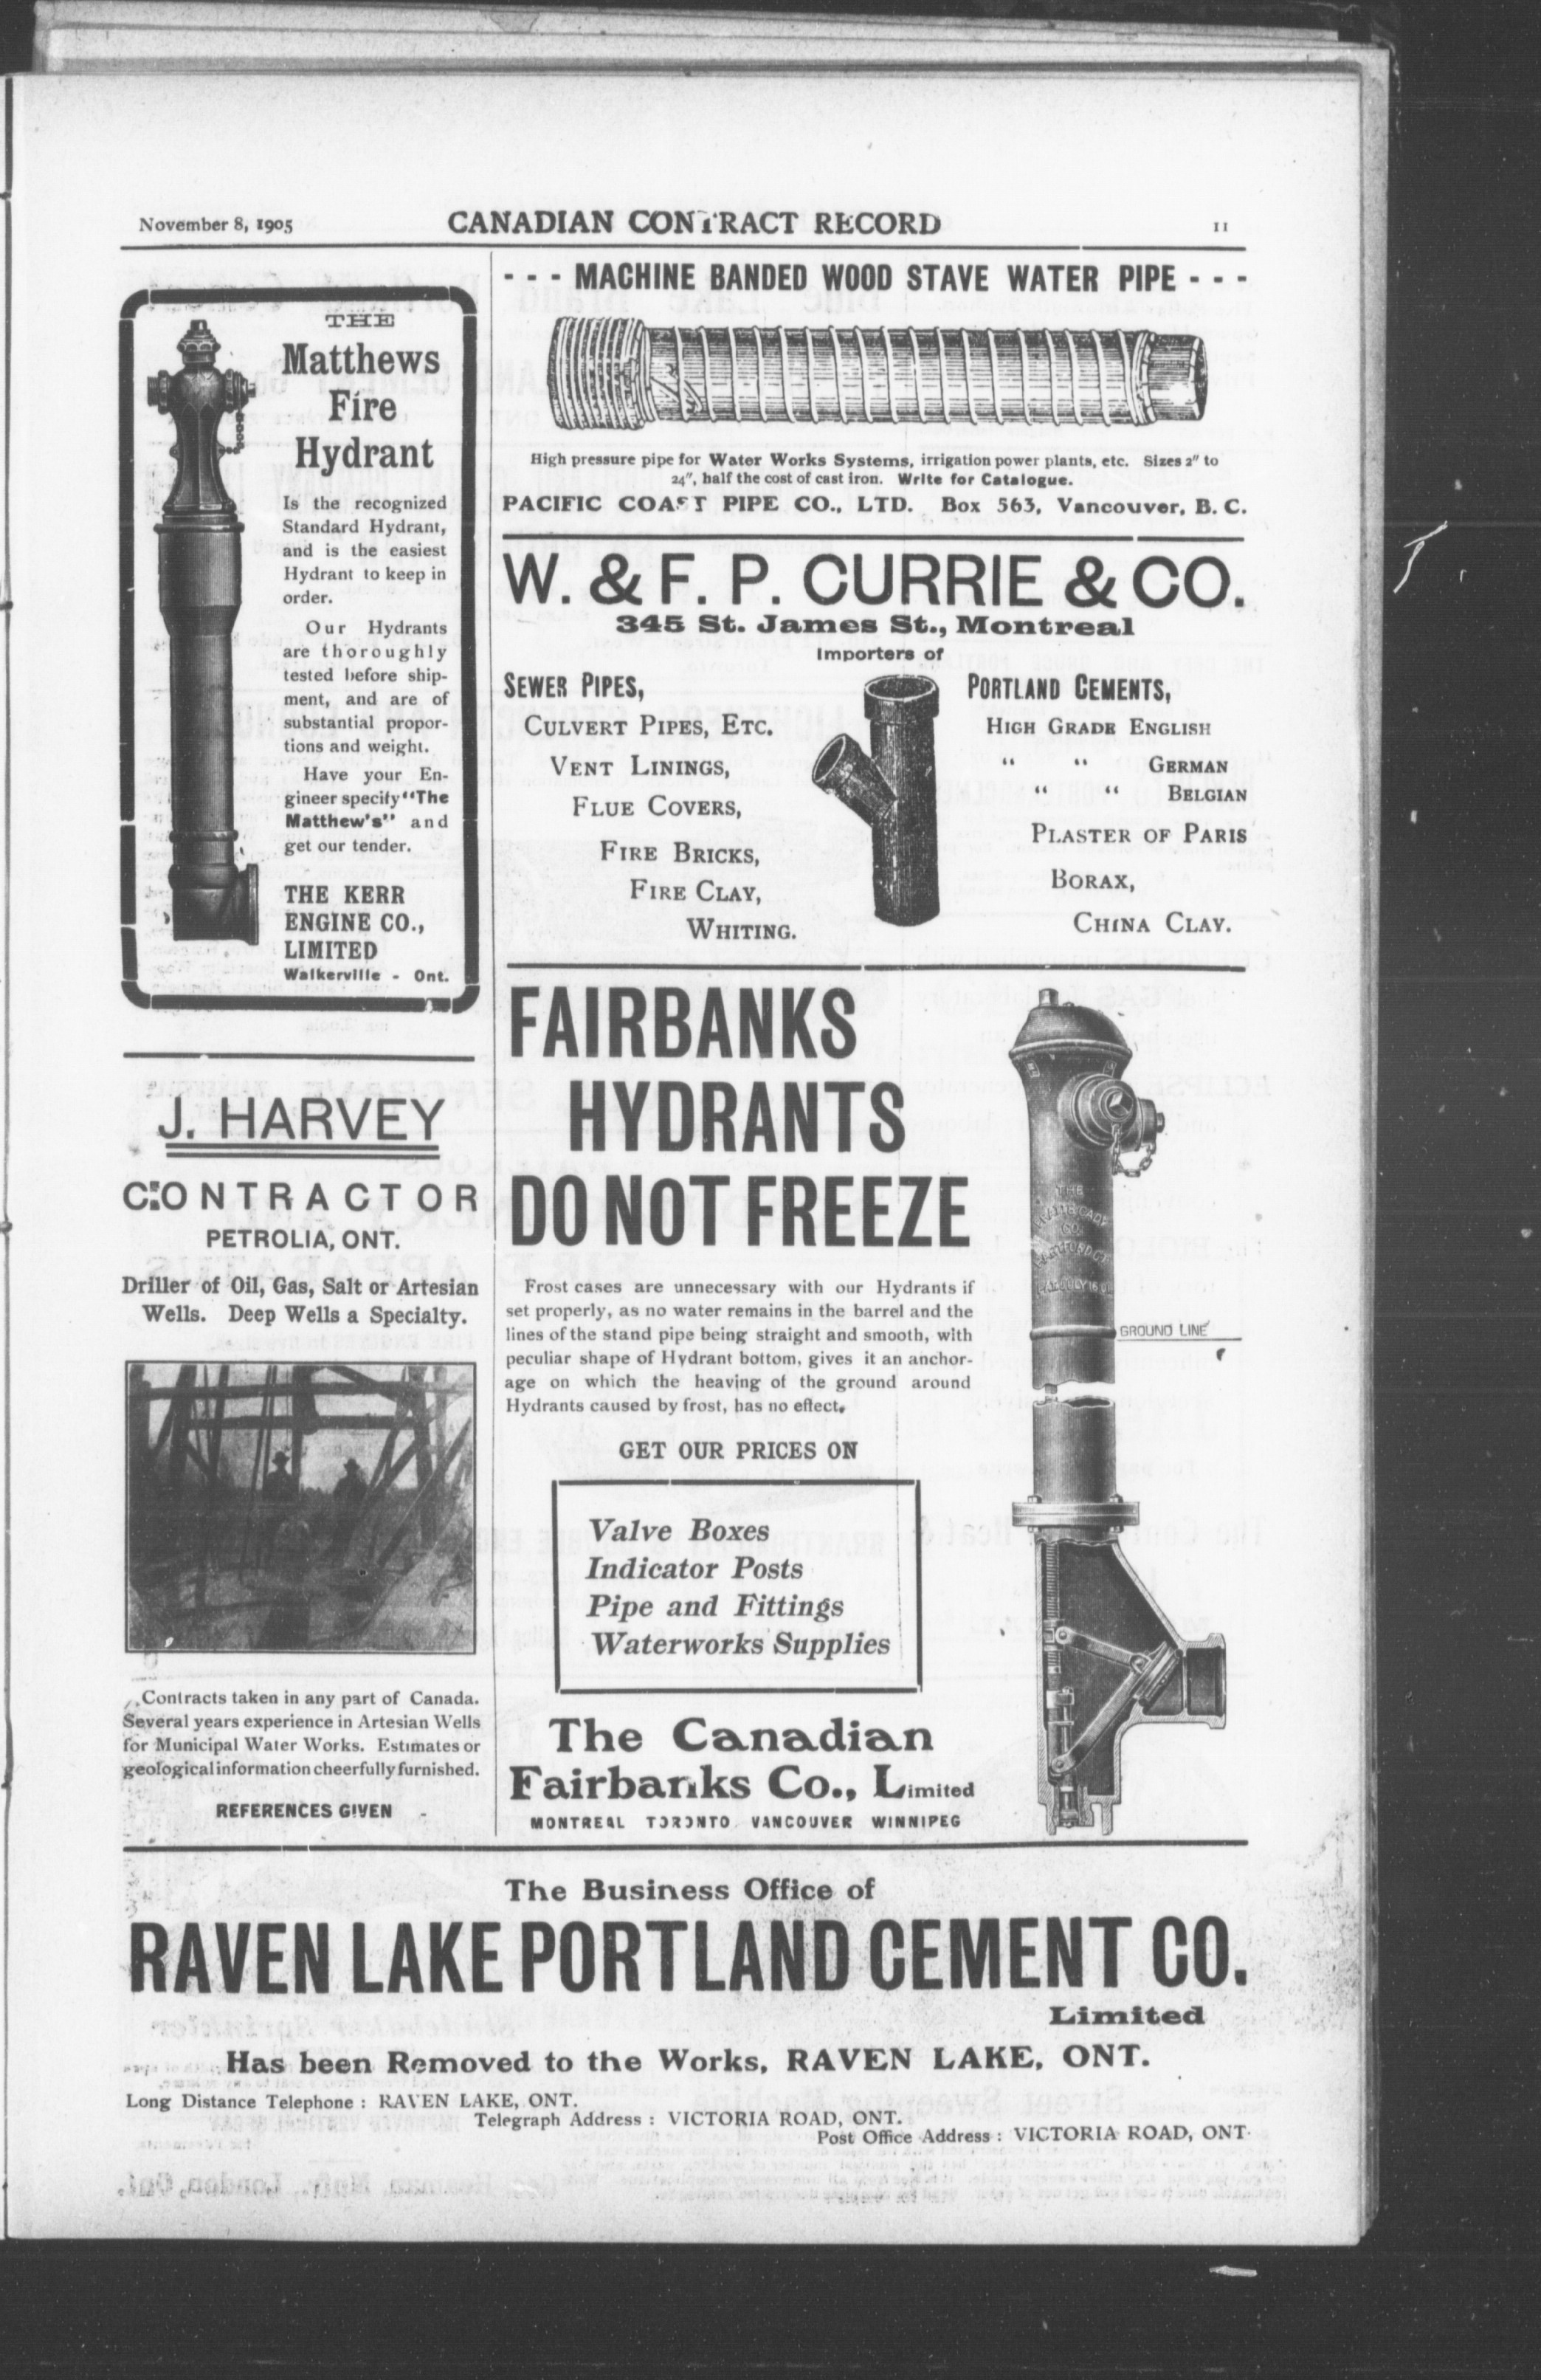 November 8, 1905
CANADIAN CONTRACT RECORD
11
THE
Matthews
Fire
Hydrant
Is the recognized
Standard Hydrant,
and is the easiest
Hydrant to keep in
order.
Our Hydrants
are thoroughly
tested before ship-
ment, and are of
substantial propor-
tions and weight.
Have your En-
gineer specify "The
Matthew's" and
get our tender.
THE KERR
ENGINE CO.,
LIMITED
Walkerville - Ont.
J. HARVEY
CONTRACTOR
PETROLIA, ONT.
Driller of Oil, Gas, Salt or Artesian
Wells. Deep Wells a Specialty.
Contracts taken in any part of Canada.
Several years experience in Artesian Wells
for Municipal Water Works. Estimates or
geological information cheerfully furnished.
REFERENCES GIVEN -
- - - MACHINE BANDED WOOD STAVE WATER PIPE - - -
High pressure pipe for Water Works Systems, irrigation power plants, etc. Sizes 2" to
24", half the cost of cast iron. Write for Catalogue.
PACIFIC COAST PIPE CO., LTD. Box 563, Vancouver, B. C.
W. & F. P. CURRIE & CO.
345 St. James St., Montreal
Importers of
SEWER PIPES,
CULVERT PIPES, ETC.
VENT LININGS,
FLUE COVERS,
FIRE BRICKS,
FIRE CLAY,
WHITING.
PORTLAND CEMENTS,
HIGH GRADE ENGLISH
" " GERMAN
" " BELGIAN
PLASTER OF PARIS
BORAX,
CHINA CLAY.
FAIRBANKS
HYDRANTS
DO NOT FREEZE
Frost cases are unnecessary with our Hydrants if
set properly, as no water remains in the barrel and the
lines of the stand pipe being straight and smooth, with
peculiar shape of Hydrant bottom, gives it an anchor-
age on which the heaving of the ground around
Hydrants caused by frost, has no effect.
GET OUR PRICES ON
Valve Boxes
Indicator Posts
Pipe and Fittings
Waterworks Supplies
The Canadian
Fairbanks Co., Limited
MONTREAL TORONTO VANCOUVER WINNIPEG
THE
CO.
GROUND LINE
The Business Office of
RAVEN LAKE PORTLAND CEMENT CO.
Limited
Has been Removed to the Works, RAVEN LAKE, ONT.
Long Distance Telephone : RAVEN LAKE, ONT.
Telegraph Address : VICTORIA ROAD, ONT.
Post Office Address : VICTORIA ROAD, ONT.